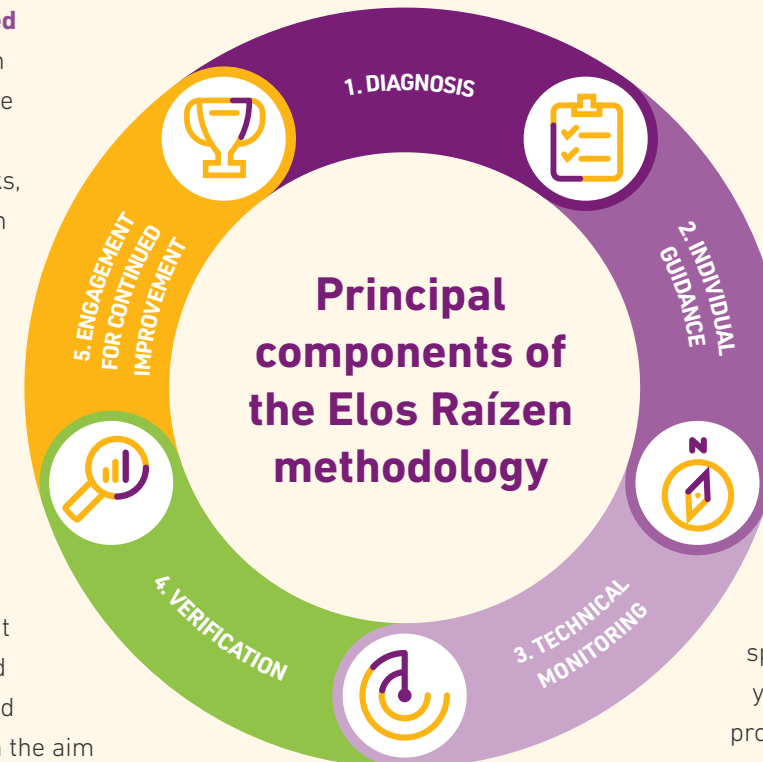 Principal
components of
the Elos Raízen
methodology
1. DIAGNOSIS
2. INDIVIDUAL
GUIDANCE
N
3. TECHNICAL
MONITORING
4. VERIFICATION
5. ENGAGEMENT
FOR CONTINUED
IMPROVEMENT
the aim